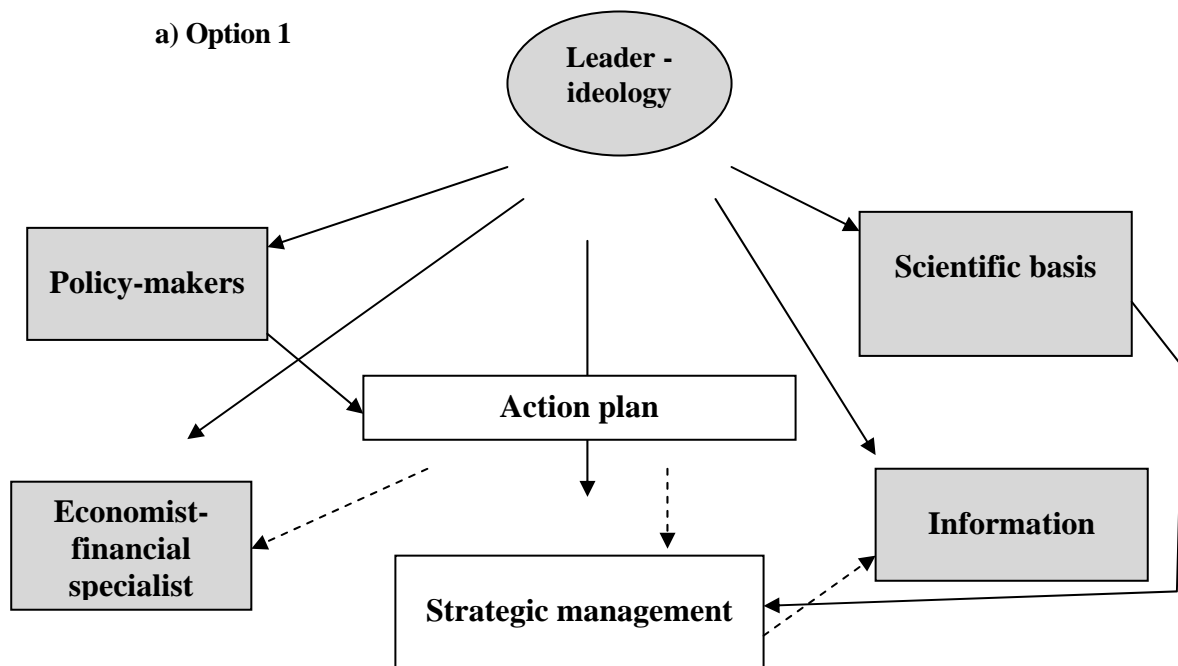 a) Option 1
Leader -
ideology
Policy-makers
Scientific basis
Action plan
Economist-
financial
specialist
Information
Strategic management